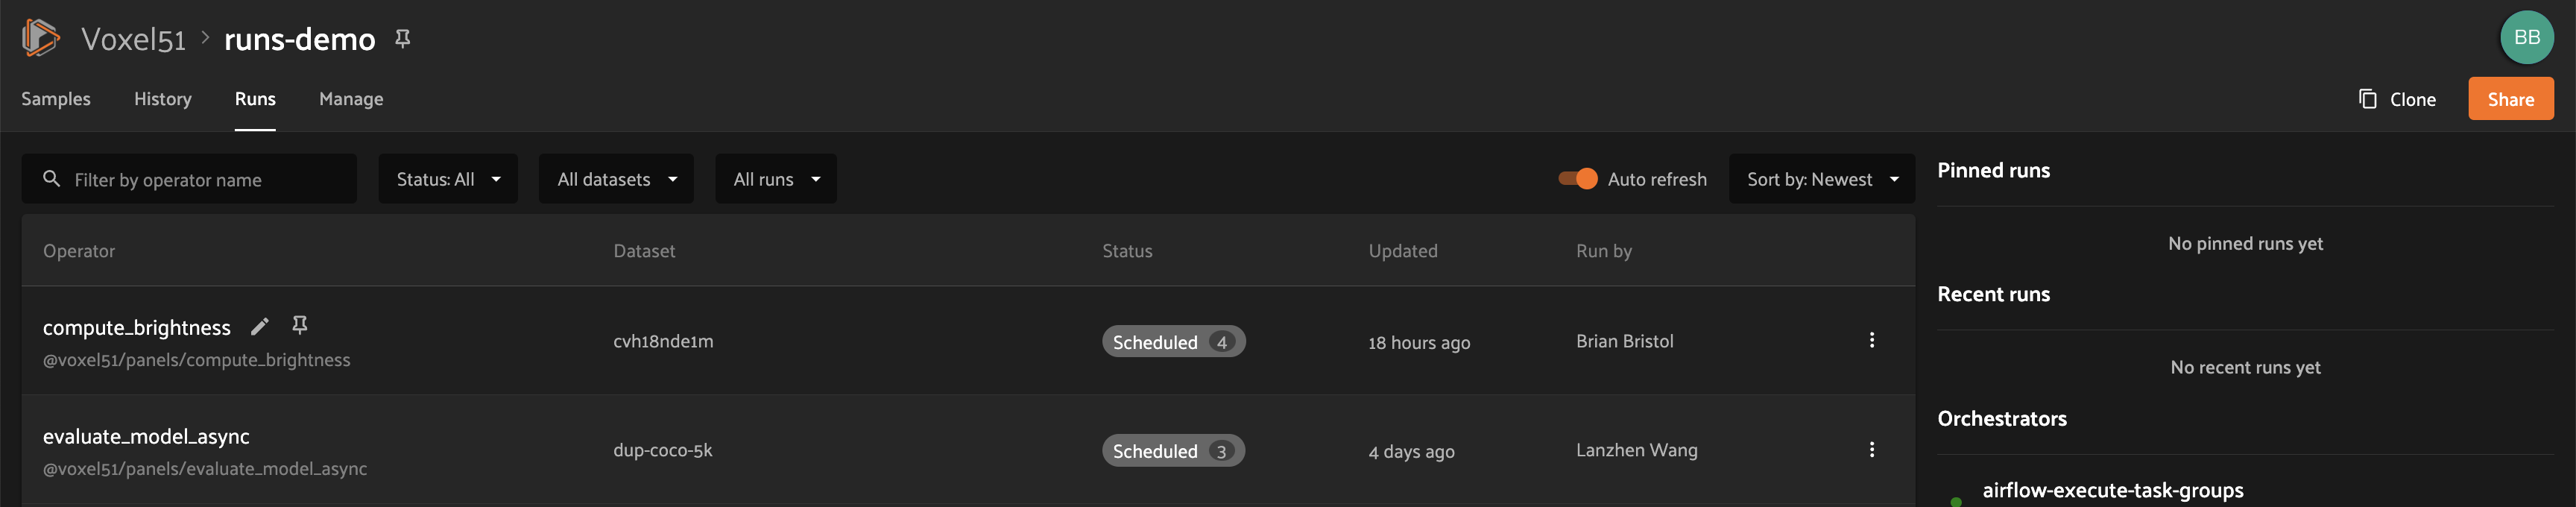 Voxel51 > runs-demo
BB
Samples History Runs Manage
Clone Share
Filter by operator name Status: All All datasets All runs Auto refresh Sort by: Newest
Operator Dataset Status Updated Run by
compute_brightness
@voxel51/panels/compute_brightness
cvh18nde1m Scheduled 4 18 hours ago Brian Bristol
evaluate_model_async
@voxel51/panels/evaluate_model_async
dup-coco-5k Scheduled 3 4 days ago Lanzhen Wang
Pinned runs
No pinned runs yet
Recent runs
No recent runs yet
Orchestrators
airflow-execute-task-groups